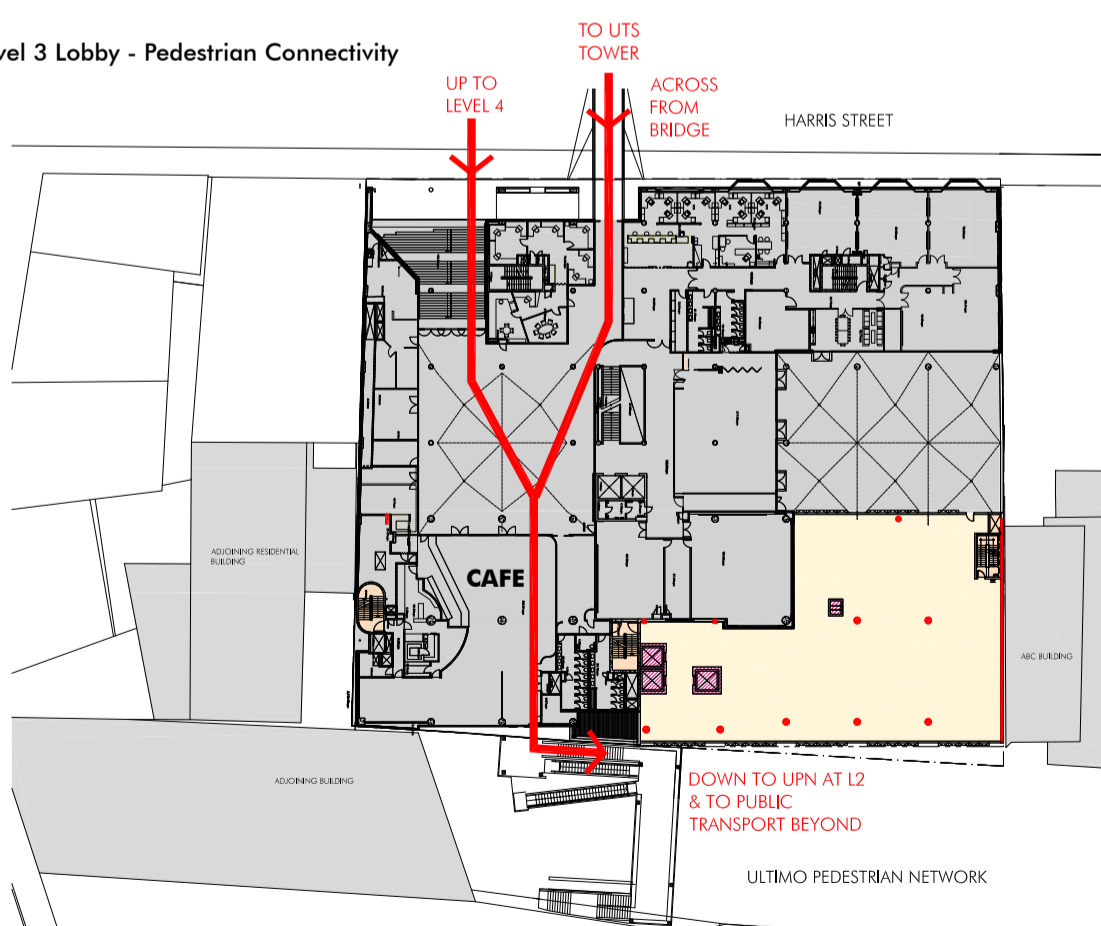 vel 3 Lobby - Pedestrian Connectivity
TO UTS
TOWER
UP TO
LEVEL 4
ACROSS
FROM
BRIDGE
HARRIS STREET
ADJOINING RESIDENTIAL
BUILDING
CAFE
ABC BUILDING
ADJOINING BUILDING
DOWN TO UPN AT L2
& TO PUBLIC
TRANSPORT BEYOND
ULTIMO PEDESTRIAN NETWORK